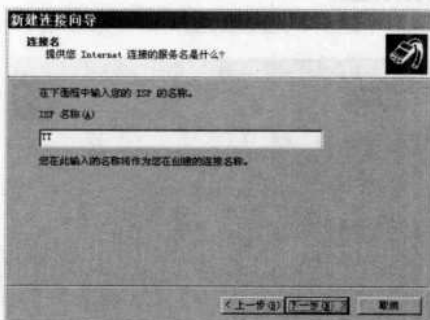 新建连接向导
连接名
提供您 Internet 连接的服务名是什么?
在下面框中输入您的 ISP 的名称。
ISP 名称(A)
TT
您在此输入的名称将作为您在创建的连接名称。
<上一步(B) 下一步(N)> 取消